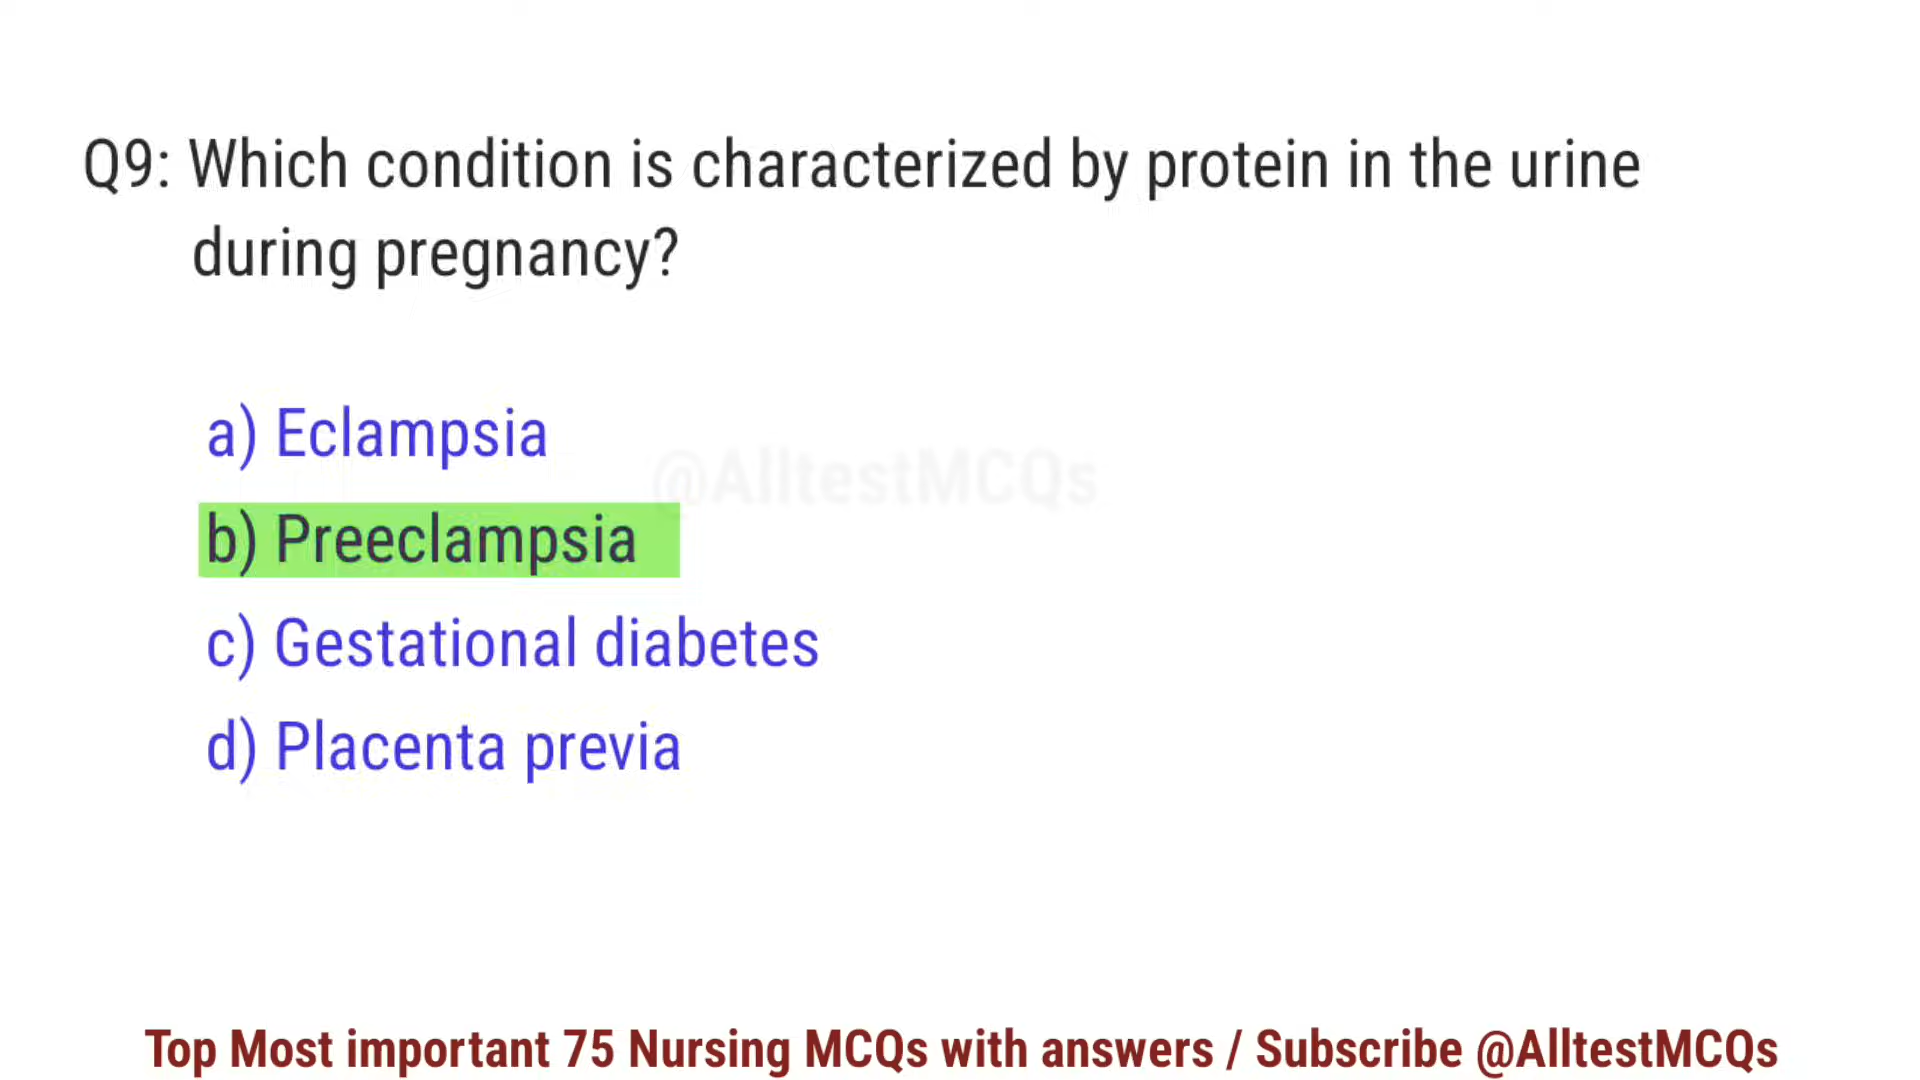 Q9: Which condition is characterized by protein in the urine
during pregnancy?
a) Eclampsia
@AlltestMCQs
b) Preeclampsia
c) Gestational diabetes
d) Placenta previa
Top Most important 75 Nursing MCQs with answers / Subscribe @AlltestMCQs